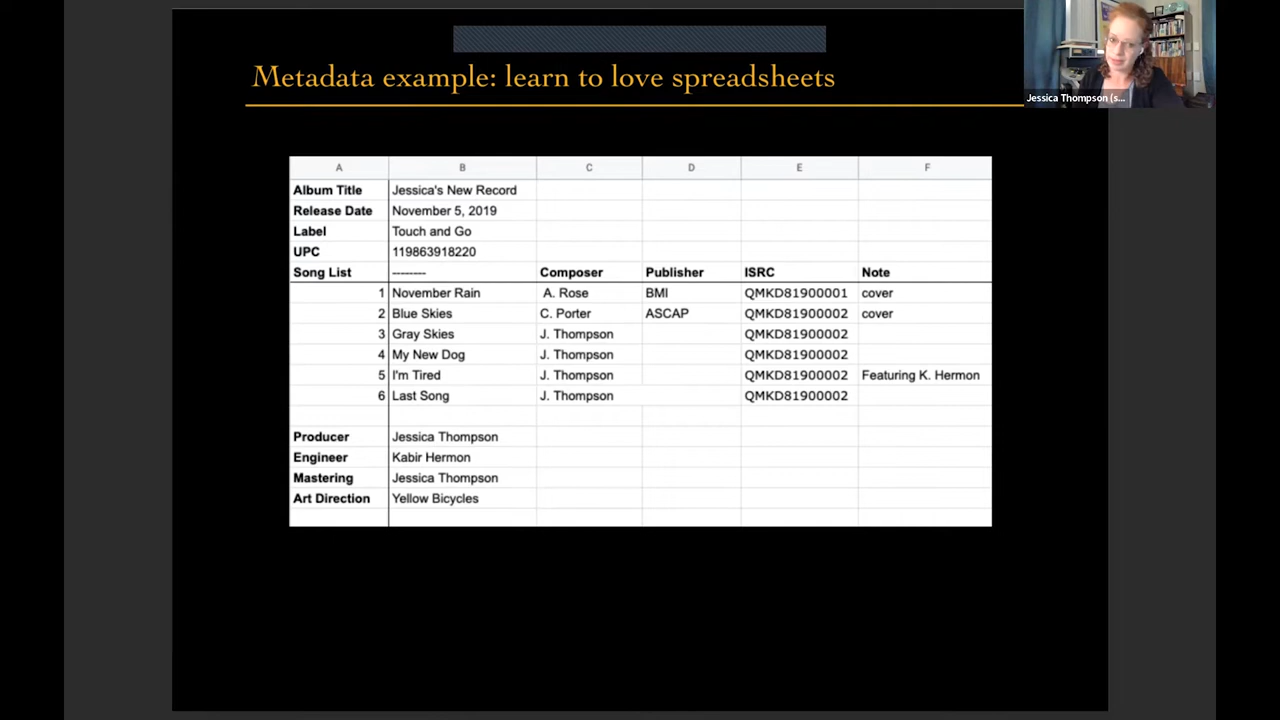 Metadata example: learn to love spreadsheets
Jessica Thompson (s...
A B C D E F
Album Title Jessica's New Record
Release Date November 5, 2019
Label Touch and Go
UPC 119863918220
Song List -------- Composer Publisher ISRC Note
1 November Rain A. Rose BMI QMKD81900001 cover
2 Blue Skies C. Porter ASCAP QMKD81900002 cover
3 Gray Skies J. Thompson QMKD81900002
4 My New Dog J. Thompson QMKD81900002
5 I'm Tired J. Thompson QMKD81900002 Featuring K. Hermon
6 Last Song J. Thompson QMKD81900002
Producer Jessica Thompson
Engineer Kabir Hermon
Mastering Jessica Thompson
Art Direction Yellow Bicycles